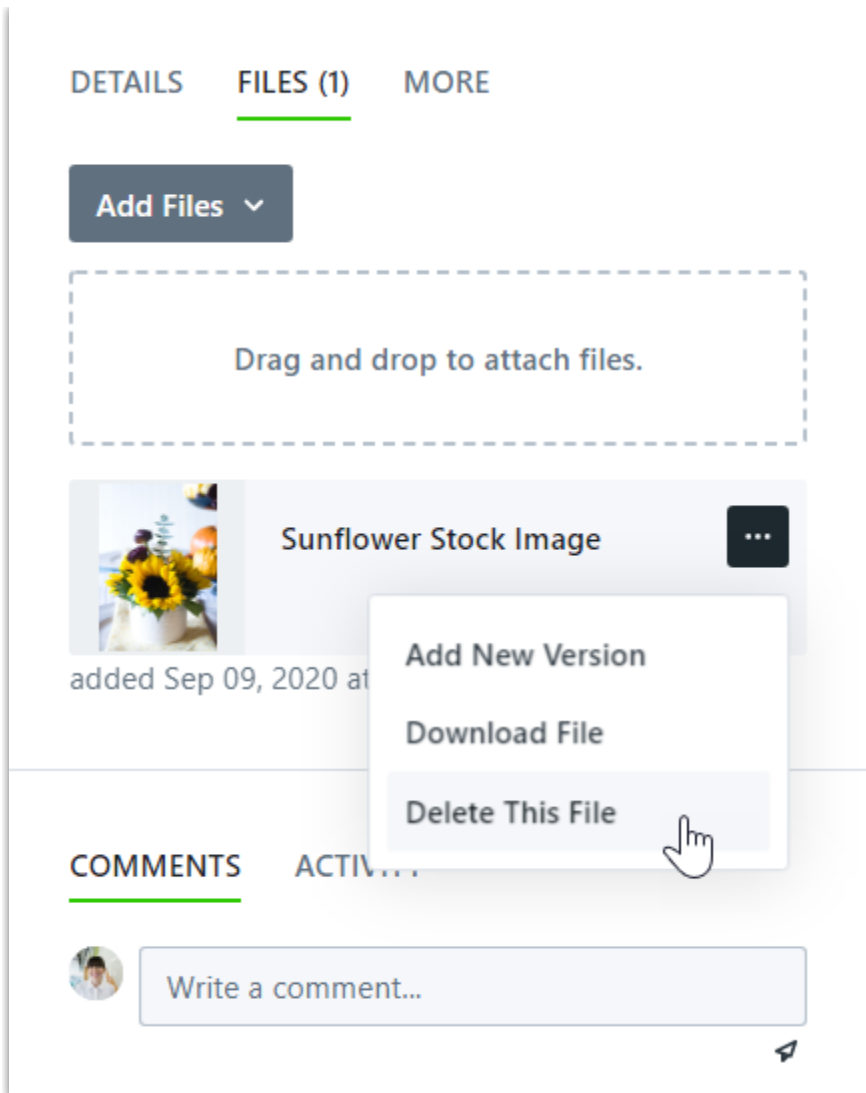 DETAILS FILES (1) MORE
Add Files
Drag and drop to attach files.
Sunflower Stock Image
added Sep 09, 2020 at
Add New Version
Download File
Delete This File
COMMENTS
Write a comment...